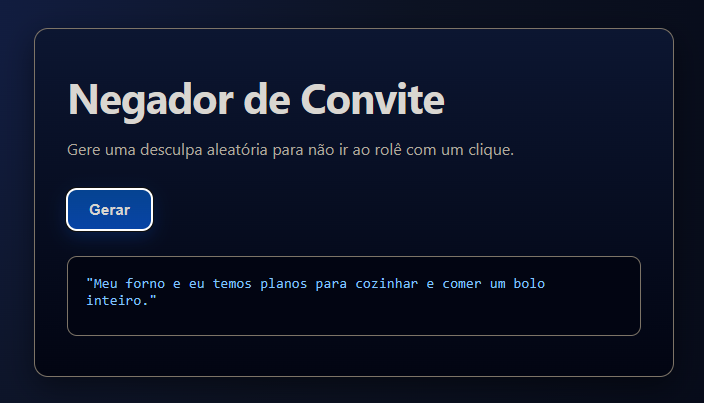 Negador de Convite
Gere uma desculpa aleatória para não ir ao rolê com um clique.
Gerar
"Meu forno e eu temos planos para cozinhar e comer um bolo
inteiro."